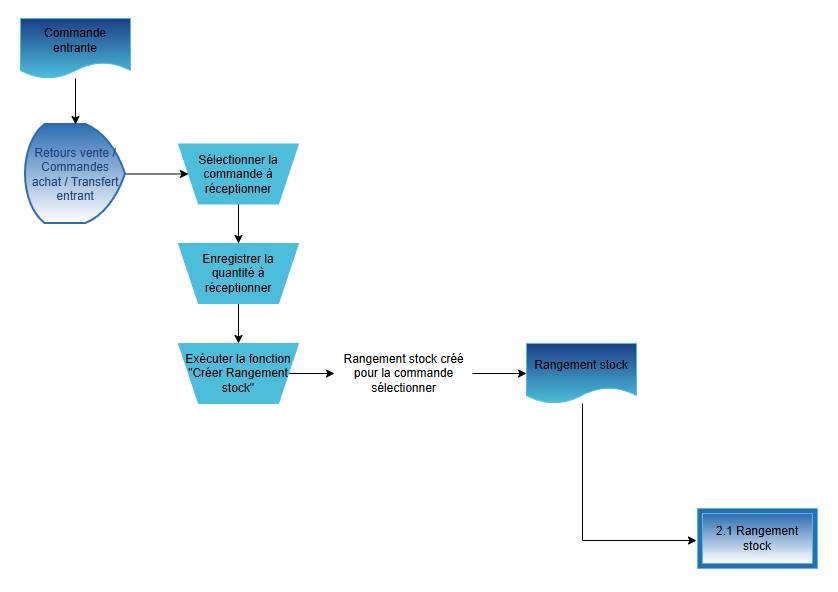 Commande
entrante
Retours vente /
Commandes
achat / Transfert
entrant
Sélectionner la
commande à
réceptionner
Enregistrer la
quantité à
réceptionner
Exécuter la fonction
"Créer Rangement
stock"
Rangement stock créé
pour la commande
sélectionner
Rangement stock
2.1 Rangement
stock